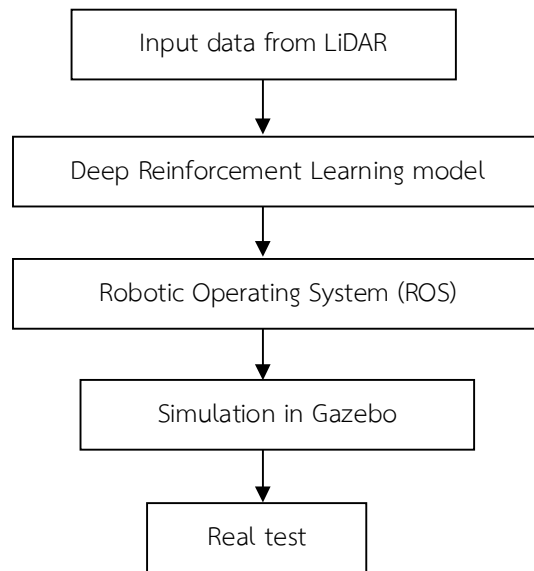 Input data from LiDAR
Deep Reinforcement Learning model
Robotic Operating System (ROS)
Simulation in Gazebo
Real test